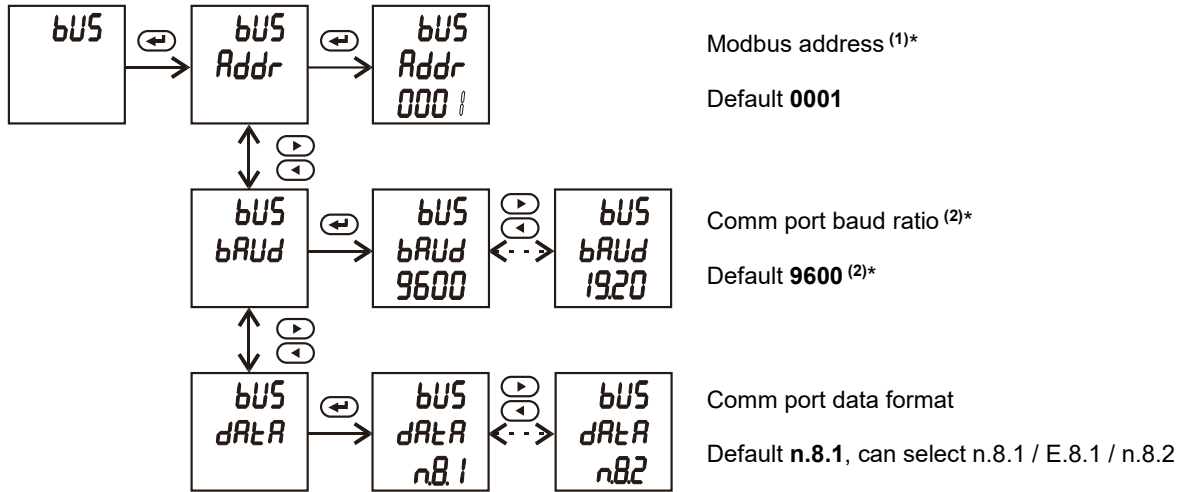 bUS
bUS
Addr
bUS
Addr
0001
Modbus address (1)*
Default 0001
bUS
bAUd
bUS
bAUd
9600
bUS
bAUd
19.20
Comm port baud ratio (2)*
Default 9600 (2)*
bUS
dAtA
bUS
dAtA
n.8.1
bUS
dAtA
n.8.2
Comm port data format
Default n.8.1, can select n.8.1 / E.8.1 / n.8.2